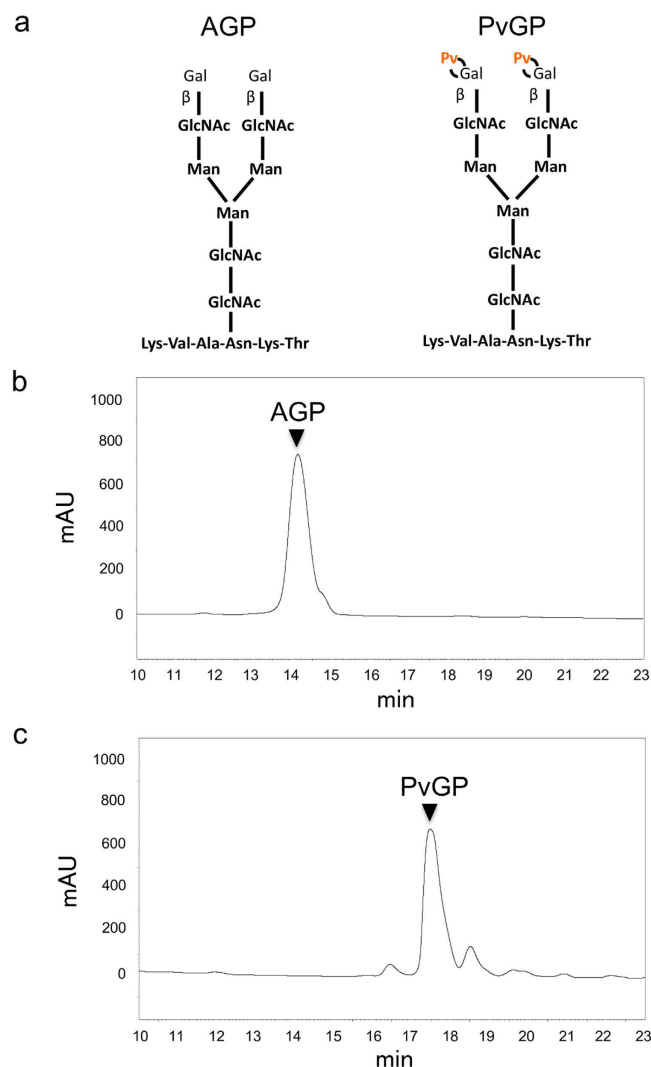 a
AGP
PvGP
Gal Gal
Pv Gal Pv Gal
β β
β β
GlcNAc GlcNAc
GlcNAc GlcNAc
Man Man
Man Man
Man
Man
GlcNAc
GlcNAc
GlcNAc
GlcNAc
Lys-Val-Ala-Asn-Lys-Thr
Lys-Val-Ala-Asn-Lys-Thr
b
1000
800
600
400
200
0
mAU
AGP
10 11 12 13 14 15 16 17 18 19 20 21 22 23
min
c
1000
800
600
400
200
0
mAU
PvGP
10 11 12 13 14 15 16 17 18 19 20 21 22 23
min